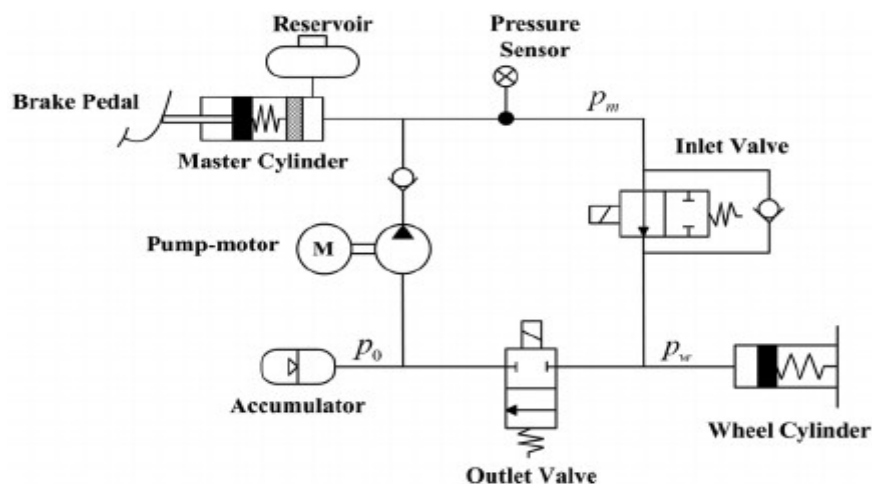 Reservoir
Pressure
Sensor
Brake Pedal
p_m
Master Cylinder
Inlet Valve
Pump-motor
M
p_0
p_w
Accumulator
Wheel Cylinder
Outlet Valve